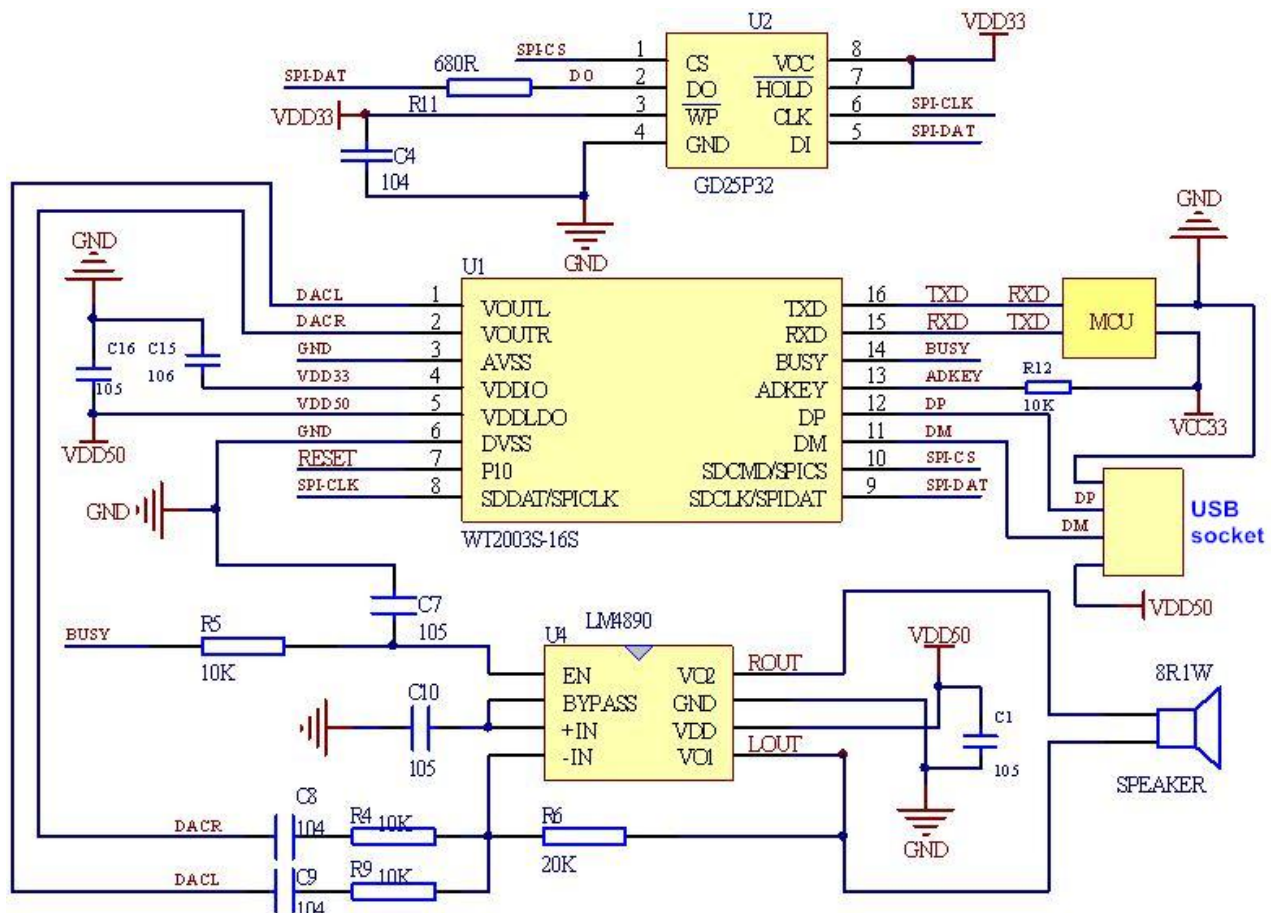 U2
VDD33
SPI-CS
1
CS
VCC
8
SPI-DAT
680R
DO
2
DO
HOLD
7
VDD33
R11
3
WP
CLK
6
SPI-CLK
4
GND
DI
5
SPI-DAT
C4
104
GD25P32
GND
GND
GND
U1
DACL
1
VOUTL
TXD
16
TXD
RXD
MCU
DACR
2
VOUTR
RXD
15
RXD
TXD
C16
105
C15
106
GND
3
AVSS
BUSY
14
BUSY
VDD33
4
VDDIO
ADKEY
13
ADKEY
R12
10K
VDD50
5
VDDLDO
DP
12
DP
VCC33
VDD50
GND
6
DVSS
DM
11
DM
RESET
7
P10
SDCMD/SPICS
10
SPI-CS
SPI-CLK
8
SDDAT/SPICLK
SDCLK/SPIDAT
9
SPI-DAT
GND
WT2003S-16S
DP
DM
USB
socket
VDD50
C7
105
BUSY
R5
10K
U4
LM4890
EN
VO2
ROUT
BYPASS
GND
+IN
VDD
-IN
VO1
LOUT
C10
105
VDD50
C1
105
GND
8R1W
SPEAKER
DACR
C8
104
R4
10K
R6
20K
DACL
C9
104
R9
10K